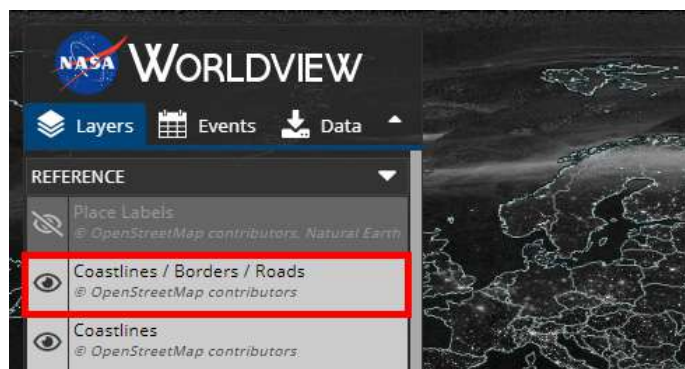 NASA WORLDVIEW
Layers Events Data
REFERENCE
Place Labels
© OpenStreetMap contributors, Natural Earth
Coastlines / Borders / Roads
© OpenStreetMap contributors
Coastlines
© OpenStreetMap contributors